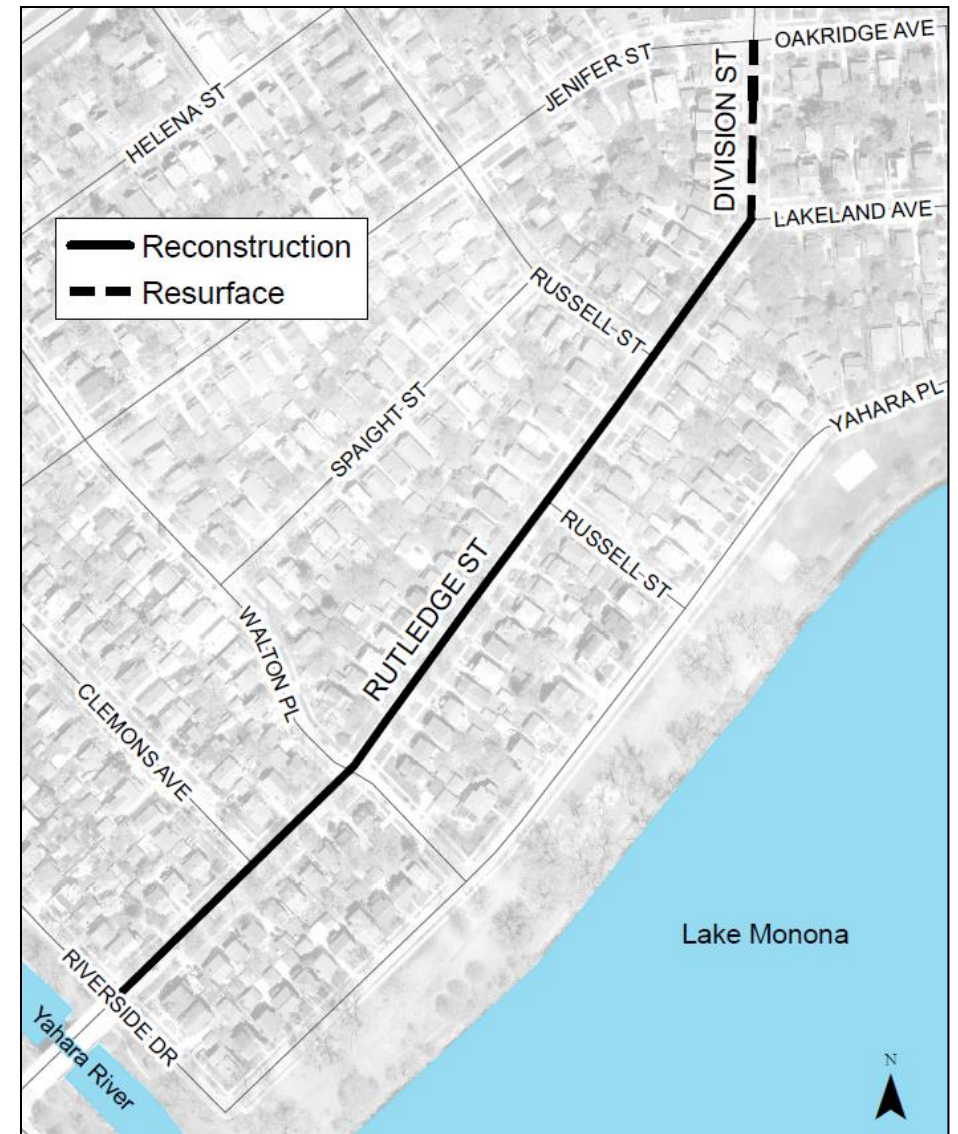 OAKRIDGE AVE
JENIFER ST
DIVISION ST
HELENA ST
LAKELAND AVE
Reconstruction
Resurface
RUSSELL ST
SPAIGHT ST
YAHARA PL
RUSSELL ST
RUTLEDGE ST
WALTON PL
CLEMONS AVE
Lake Monona
RIVERSIDE DR
Yahara River
N